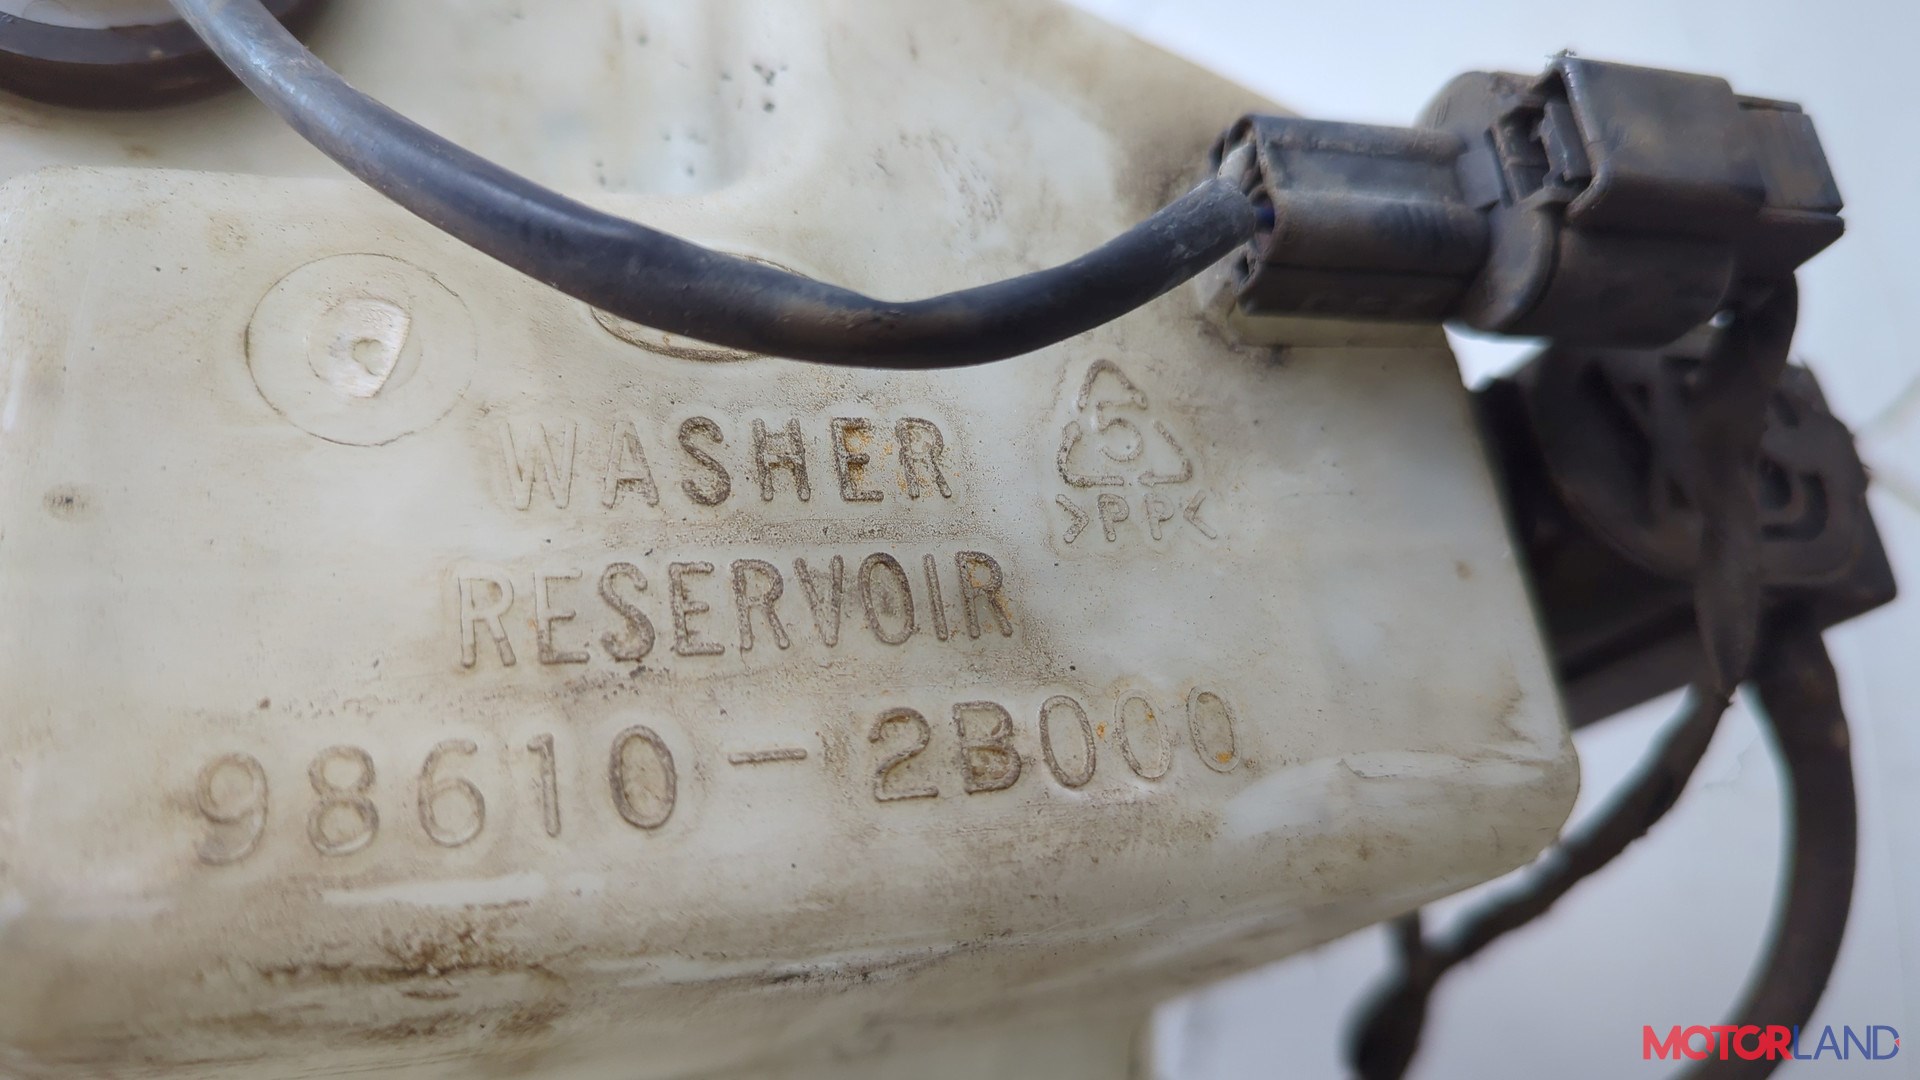 WASHER
RESERVOIR
98610-2B000
5
>PP<
MOTORLAND